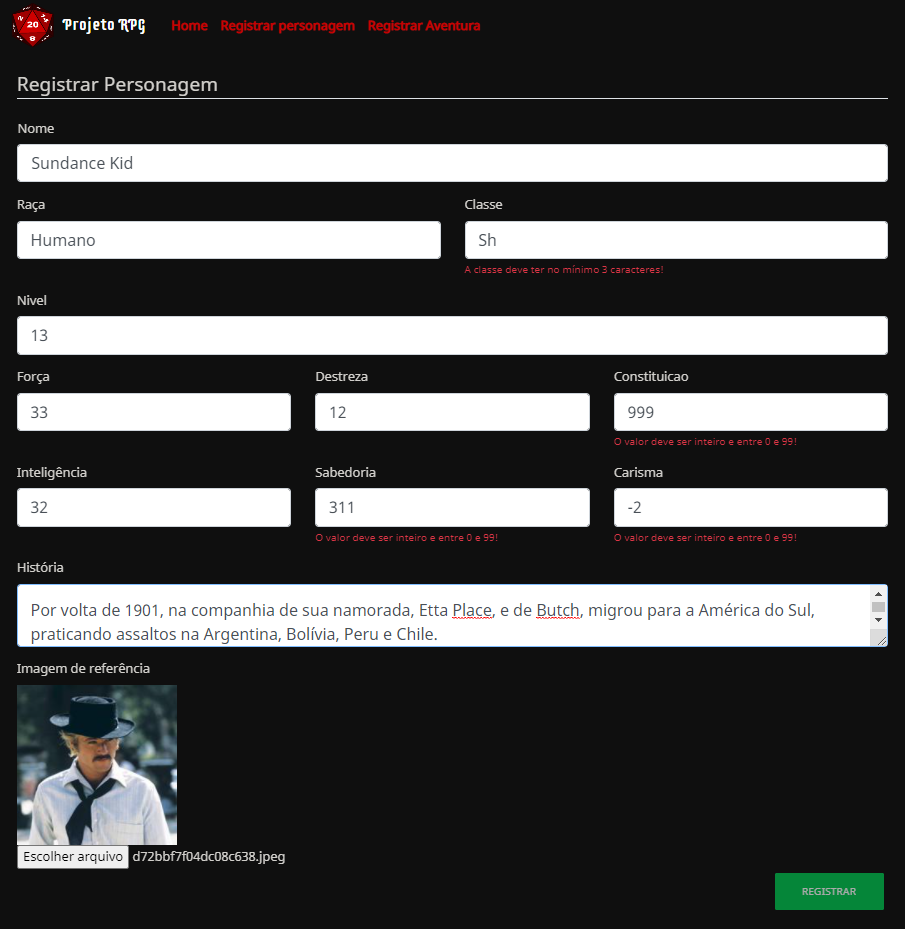 20
8
Projeto RPG
Home Registrar personagem Registrar Aventura
Registrar Personagem
Nome
Sundance Kid
Raça Classe
Humano Sh
A classe deve ter no mínimo 3 caracteres!
Nivel
13
Força Destreza Constituicao
33 12 999
O valor deve ser inteiro e entre 0 e 99!
Inteligência Sabedoria Carisma
32 311 -2
O valor deve ser inteiro e entre 0 e 99! O valor deve ser inteiro e entre 0 e 99!
História
Por volta de 1901, na companhia de sua namorada, Etta Place, e de Butch, migrou para a América do Sul,
praticando assaltos na Argentina, Bolívia, Peru e Chile.
Imagem de referência
Escolher arquivo d72bbf7f04dc08c638.jpeg
REGISTRAR